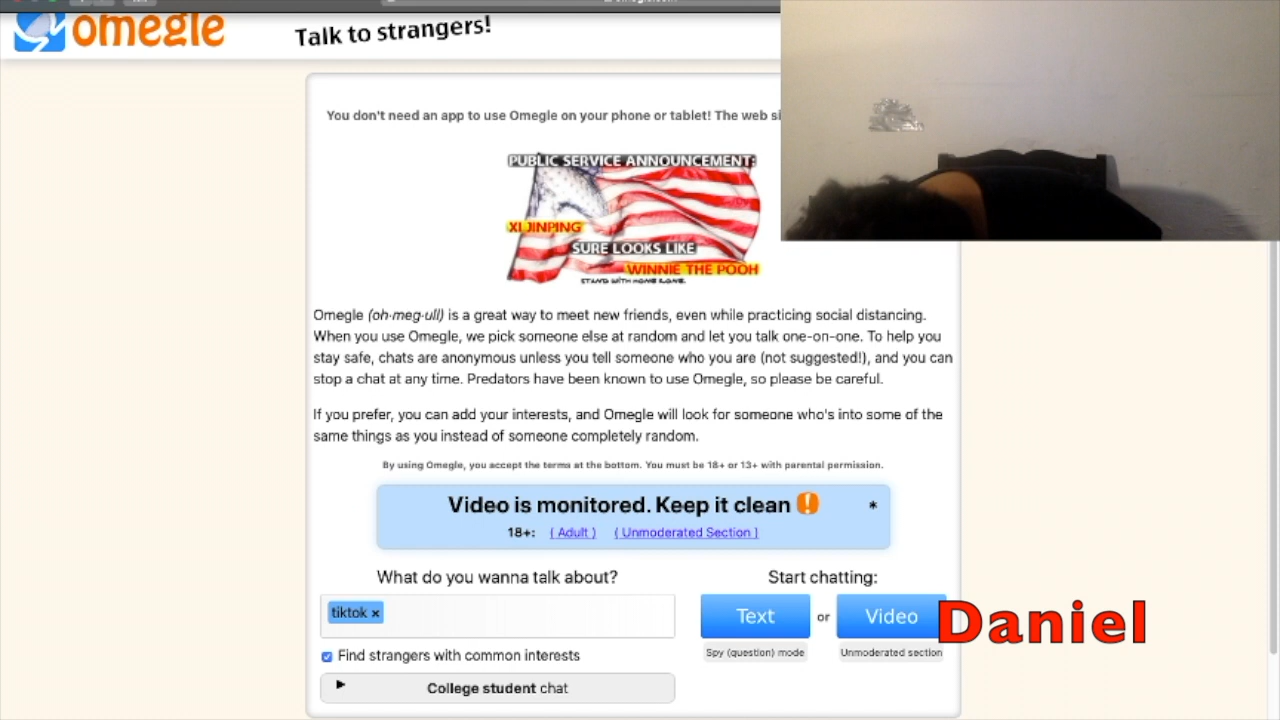 omegle
Talk to strangers!
You don't need an app to use Omegle on your phone or tablet! The web si
PUBLIC SERVICE ANNOUNCEMENT:
XI JINPING
SURE LOOKS LIKE
WINNIE THE POOH
STAND WITH HONG KONG.
Omegle (oh·meg·ull) is a great way to meet new friends, even while practicing social distancing.
When you use Omegle, we pick someone else at random and let you talk one-on-one. To help you
stay safe, chats are anonymous unless you tell someone who you are (not suggested!), and you can
stop a chat at any time. Predators have been known to use Omegle, so please be careful.
If you prefer, you can add your interests, and Omegle will look for someone who's into some of the
same things as you instead of someone completely random.
By using Omegle, you accept the terms at the bottom. You must be 18+ or 13+ with parental permission.
Video is monitored. Keep it clean ! *
18+: ( Adult ) ( Unmoderated Section )
What do you wanna talk about? Start chatting:
tiktok × Text or Video
Daniel
Spy (question) mode Unmoderated section
Find strangers with common interests
College student chat